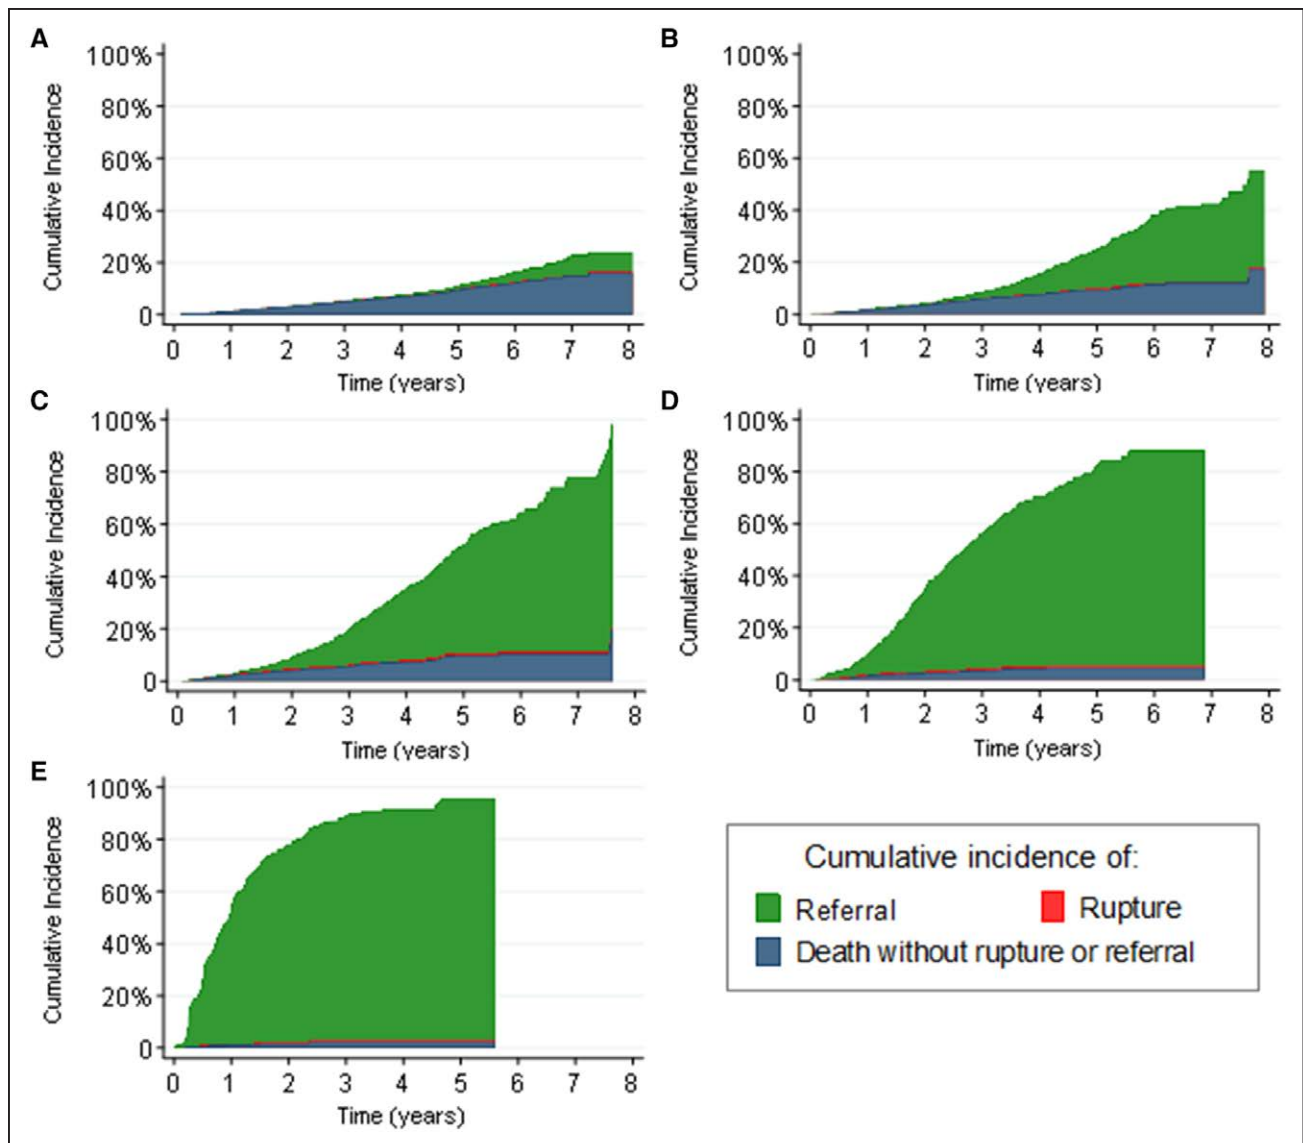 A
Cumulative Incidence
100%
80%
60%
40%
20%
0
0 1 2 3 4 5 6 7 8
Time (years)
B
Cumulative Incidence
100%
80%
60%
40%
20%
0
0 1 2 3 4 5 6 7 8
Time (years)
C
Cumulative Incidence
100%
80%
60%
40%
20%
0
0 1 2 3 4 5 6 7 8
Time (years)
D
Cumulative Incidence
100%
80%
60%
40%
20%
0
0 1 2 3 4 5 6 7 8
Time (years)
E
Cumulative Incidence
100%
80%
60%
40%
20%
0
0 1 2 3 4 5 6 7 8
Time (years)
Cumulative incidence of:
Referral Rupture
Death without rupture or referral